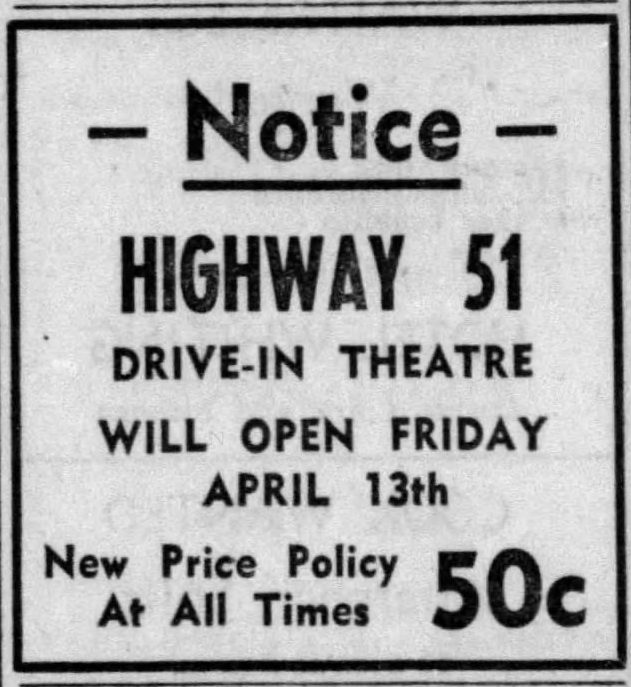 — Notice —
HIGHWAY 51
DRIVE-IN THEATRE
WILL OPEN FRIDAY
APRIL 13th
New Price Policy
At All Times 50c